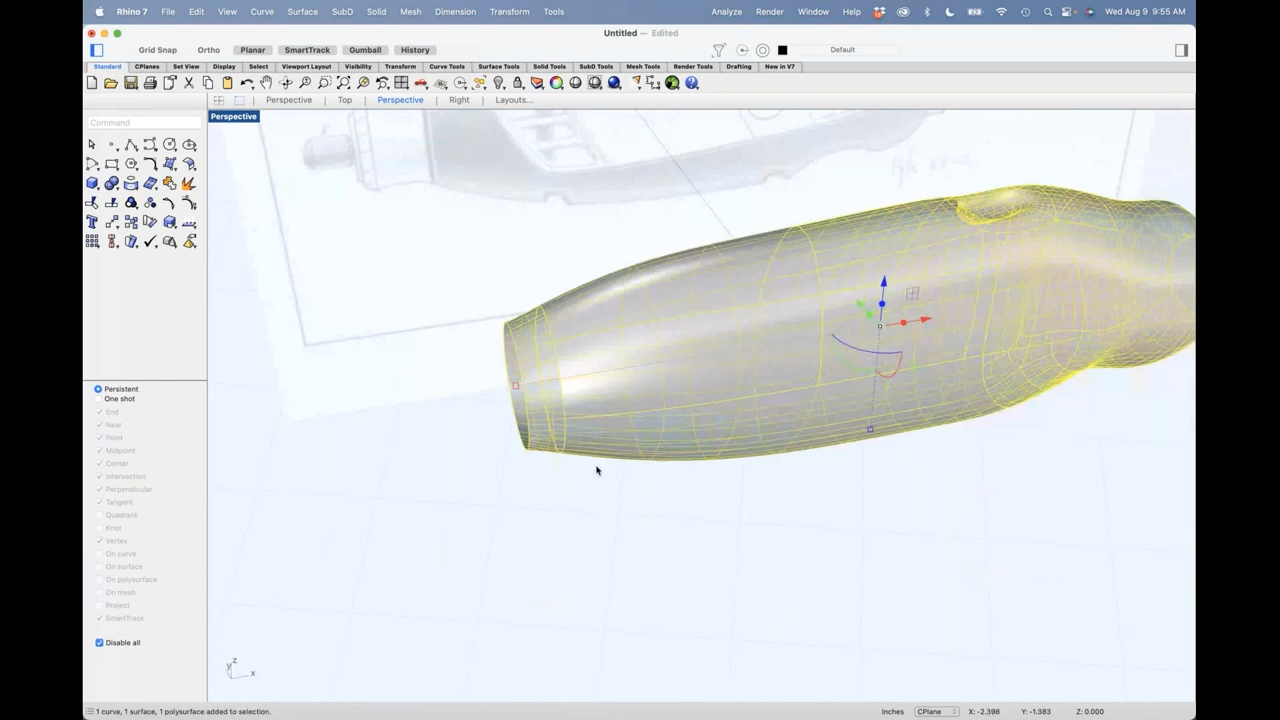 Rhino 7 File Edit View Curve Surface SubD Solid Mesh Dimension Transform Tools Analyze Render Window Help Wed Aug 9 9:55 AM
Untitled — Edited
Grid Snap Ortho Planar SmartTrack Gumball History Default
Standard CPlanes Set View Display Select Viewport Layout Visibility Transform Curve Tools Surface Tools Solid Tools SubD Tools Mesh Tools Render Tools Drafting New in V7
Perspective Top Perspective Right Layouts...
Perspective
Command
Persistent
One shot
End
Near
Point
Midpoint
Center
Intersection
Perpendicular
Tangent
Quadrant
Knot
Vertex
On curve
On surface
On polysurface
On mesh
Project
SmartTrack
Disable all
z
y
x
1 curve, 1 surface, 1 polysurface added to selection. Inches CPlane X: -2.398 Y: -1.383 Z: 0.000